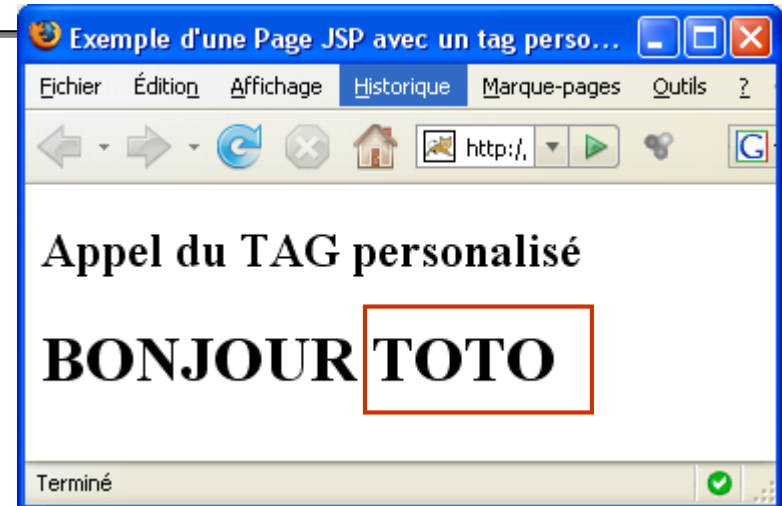 Exemple d'une Page JSP avec un tag perso...
Fichier Édition Affichage Historique Marque-pages Outils ?
http:/, G
Appel du TAG personalisé
BONJOUR TOTO
Terminé